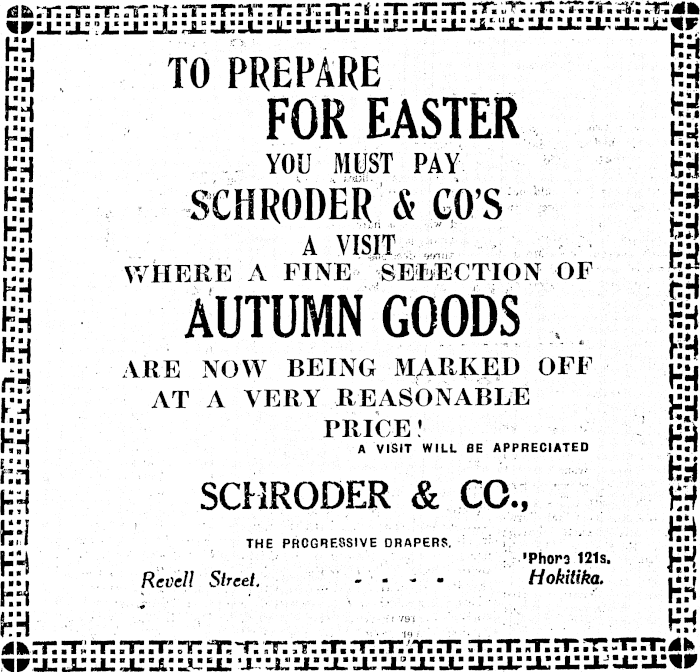 TO PREPARE
FOR EASTER
YOU MUST PAY
SCHRODER & CO'S
A VISIT
WHERE A FINE SELECTION OF
AUTUMN GOODS
ARE NOW BEING MARKED OFF
AT A VERY REASONABLE
PRICE!
A VISIT WILL BE APPRECIATED
SCHRODER & CO.,
THE PROGRESSIVE DRAPERS.
'Phone 121s.
Revell Street. - - - - Hokitika.